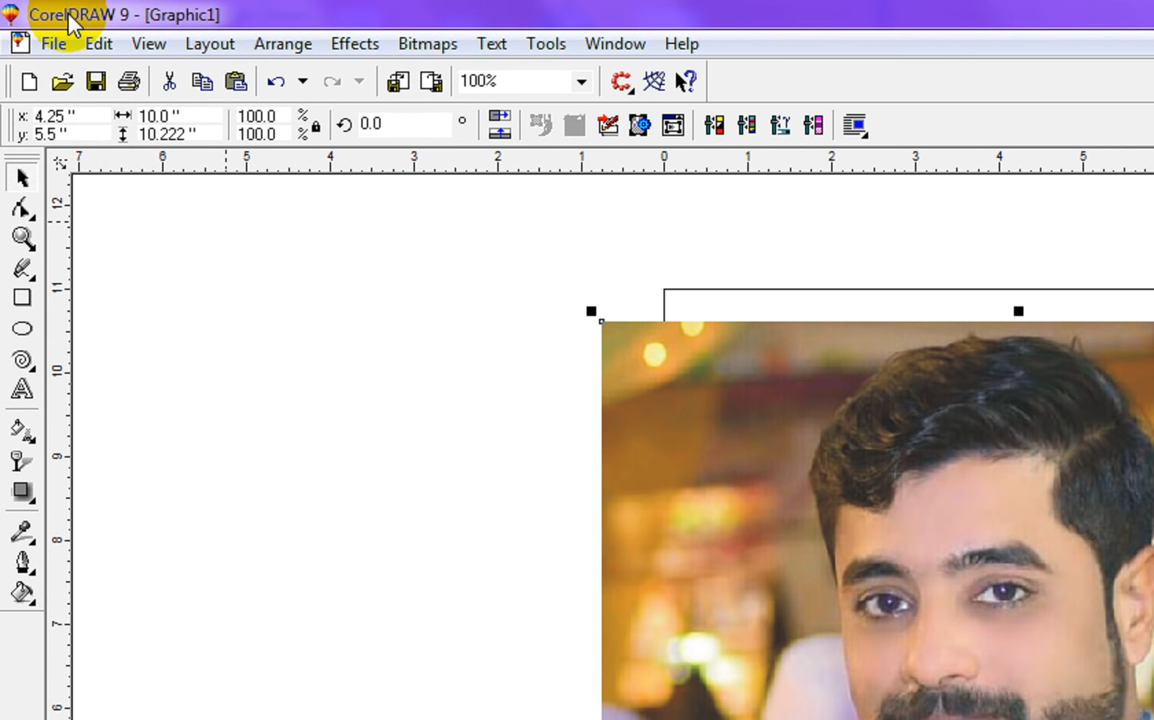 CorelDRAW 9 - [Graphic1]
File Edit View Layout Arrange Effects Bitmaps Text Tools Window Help
100%
x: 4.25 " 10.0 " 100.0 % 0.0 °
y: 5.5 " 10.222 " 100.0 %
7 6 5 4 3 2 1 0 1 2 3 4 5
12
11
10
9
8
7
6